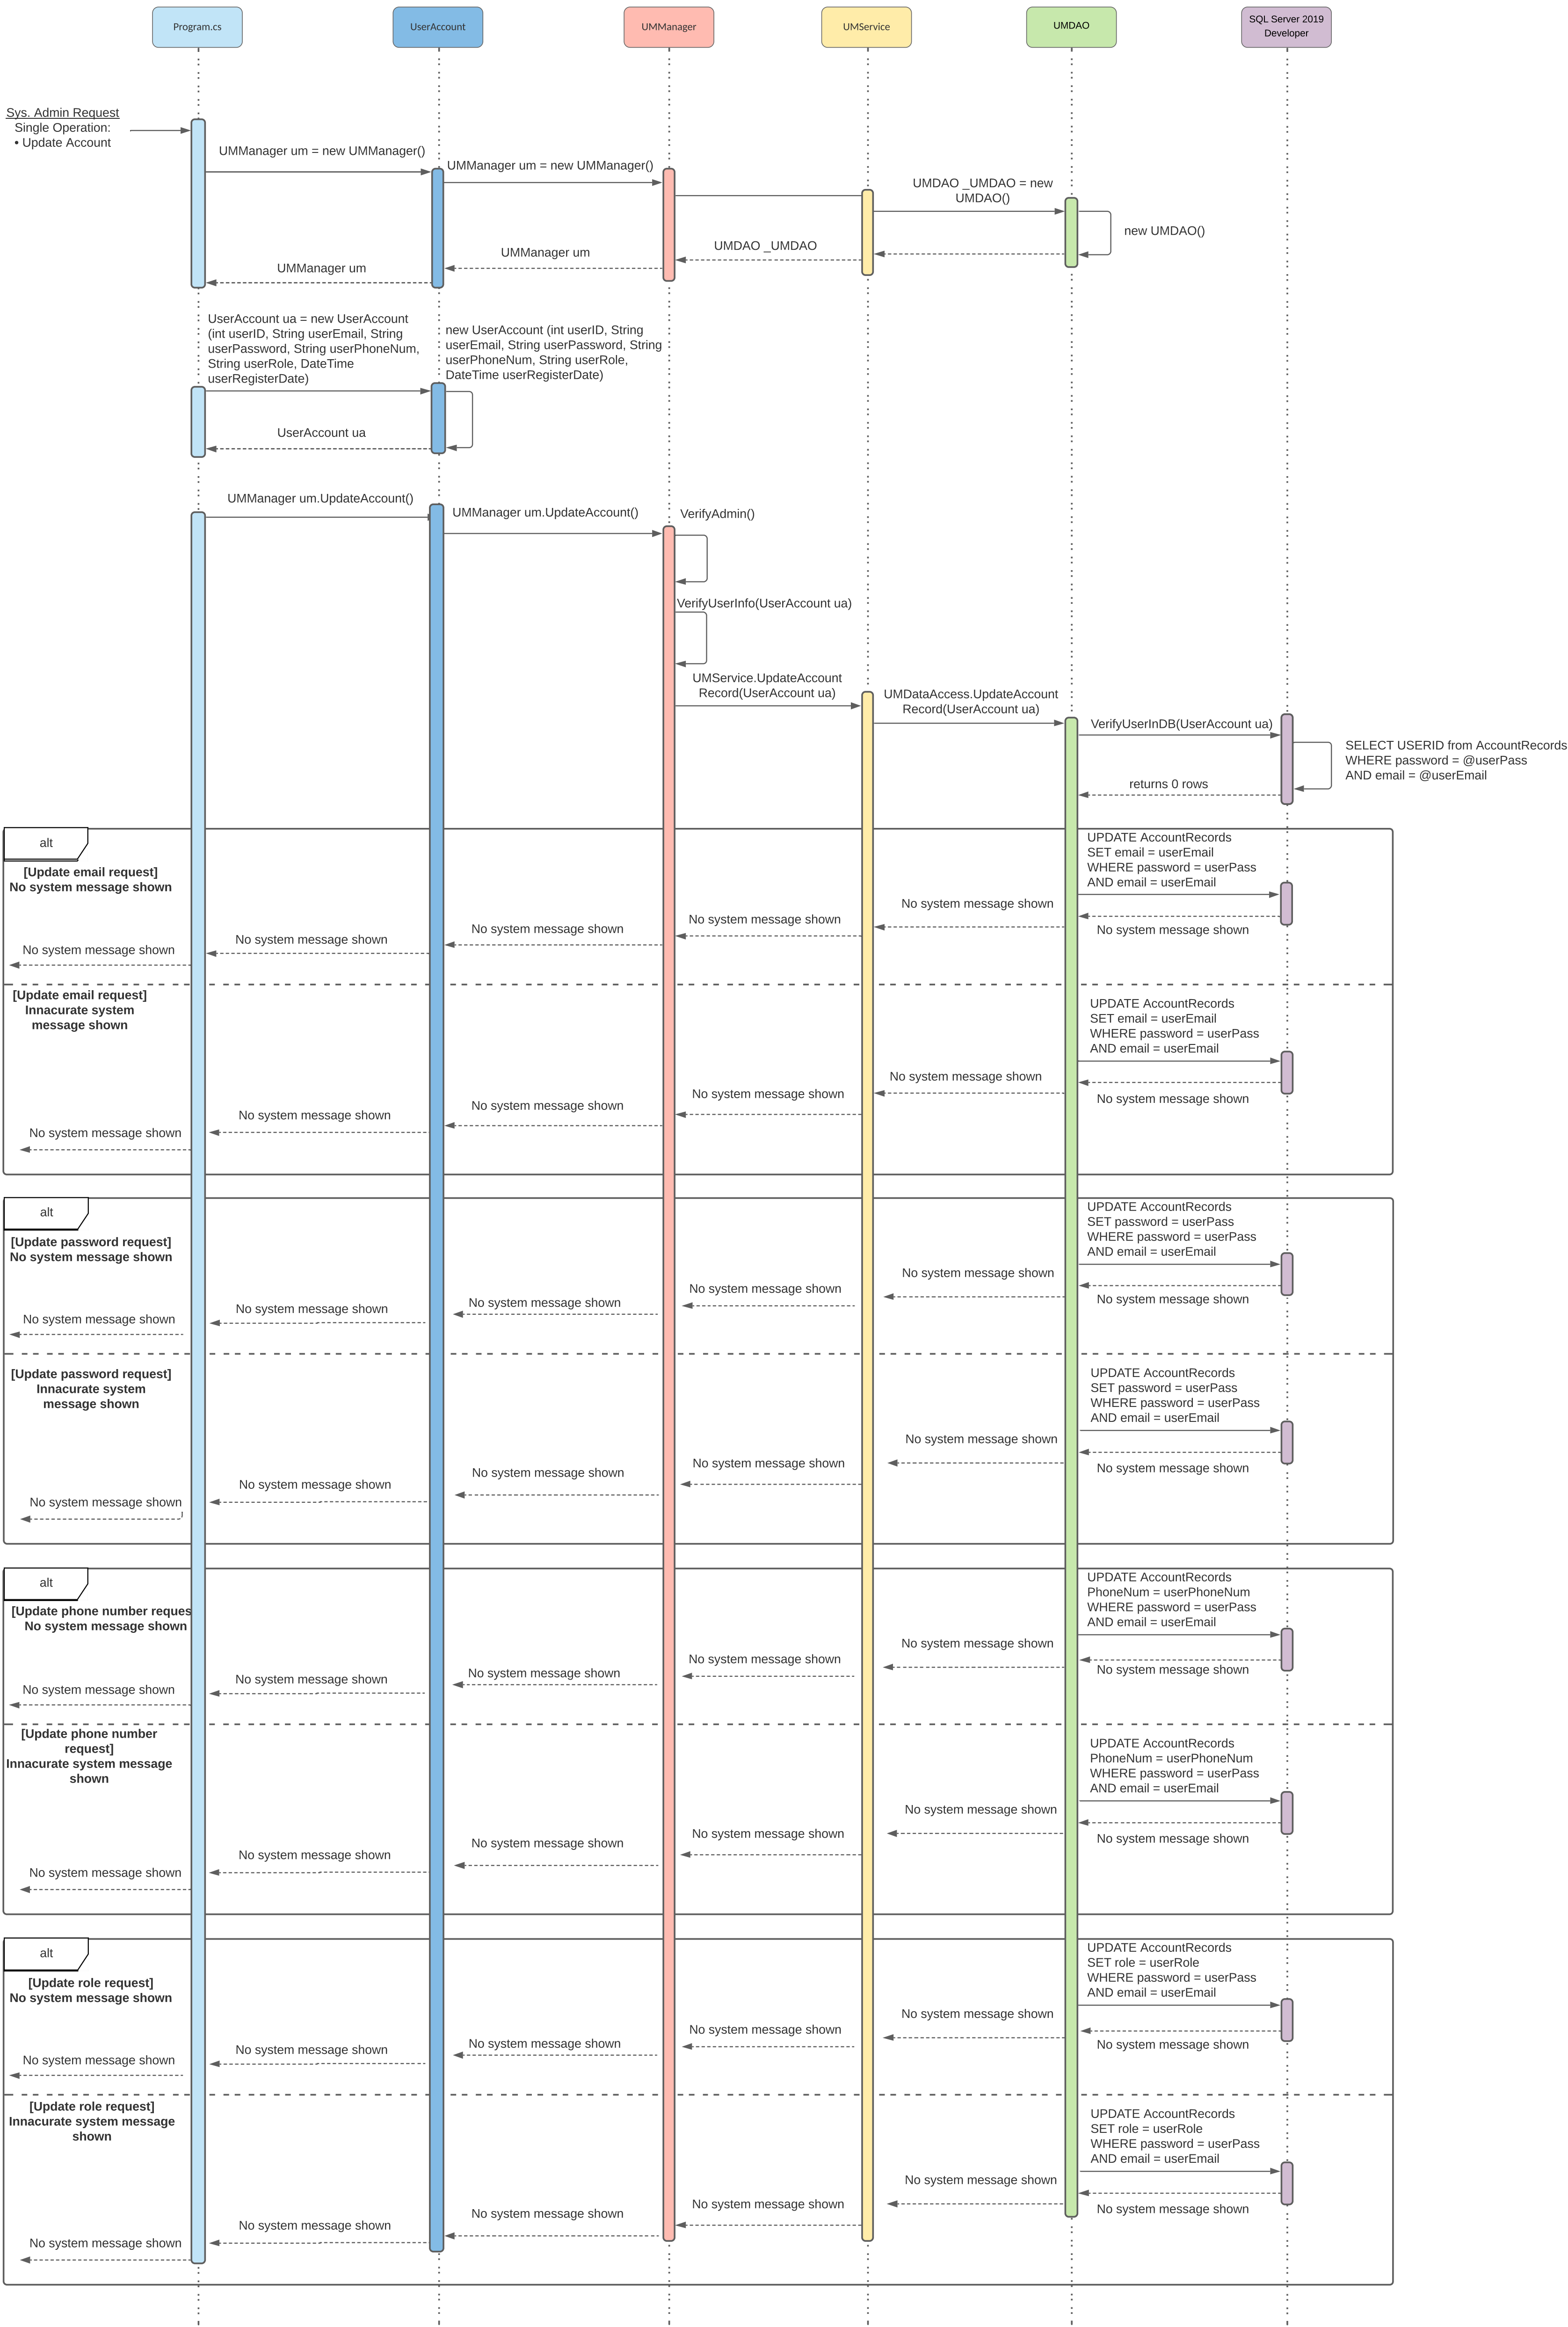 Program.cs
UserAccount
UMManager
UMService
UMDAO
SQL Server 2019
Developer
Sys. Admin Request
Single Operation:
• Update Account
UMManager um = new UMManager()
UMManager um = new UMManager()
UMDAO _UMDAO = new
UMDAO()
new UMDAO()
UMDAO _UMDAO
UMManager um
UMManager um
UserAccount ua = new UserAccount
(int userID, String userEmail, String
userPassword, String userPhoneNum,
String userRole, DateTime
userRegisterDate)
new UserAccount (int userID, String
userEmail, String userPassword, String
userPhoneNum, String userRole,
DateTime userRegisterDate)
UserAccount ua
UMManager um.UpdateAccount()
UMManager um.UpdateAccount()
VerifyAdmin()
VerifyUserInfo(UserAccount ua)
UMService.UpdateAccount
Record(UserAccount ua)
UMDataAccess.UpdateAccount
Record(UserAccount ua)
VerifyUserInDB(UserAccount ua)
SELECT USERID from AccountRecords
WHERE password = @userPass
AND email = @userEmail
returns 0 rows
alt
[Update email request]
No system message shown
UPDATE AccountRecords
SET email = userEmail
WHERE password = userPass
AND email = userEmail
No system message shown
No system message shown
No system message shown
No system message shown
No system message shown
No system message shown
[Update email request]
Innacurate system
message shown
UPDATE AccountRecords
SET email = userEmail
WHERE password = userPass
AND email = userEmail
No system message shown
No system message shown
No system message shown
No system message shown
No system message shown
No system message shown
alt
[Update password request]
No system message shown
UPDATE AccountRecords
SET password = userPass
WHERE password = userPass
AND email = userEmail
No system message shown
No system message shown
No system message shown
No system message shown
No system message shown
No system message shown
[Update password request]
Innacurate system
message shown
UPDATE AccountRecords
SET password = userPass
WHERE password = userPass
AND email = userEmail
No system message shown
No system message shown
No system message shown
No system message shown
No system message shown
No system message shown
alt
[Update phone number reques
No system message shown
UPDATE AccountRecords
PhoneNum = userPhoneNum
WHERE password = userPass
AND email = userEmail
No system message shown
No system message shown
No system message shown
No system message shown
No system message shown
No system message shown
[Update phone number
request]
Innacurate system message
shown
UPDATE AccountRecords
PhoneNum = userPhoneNum
WHERE password = userPass
AND email = userEmail
No system message shown
No system message shown
No system message shown
No system message shown
No system message shown
No system message shown
alt
[Update role request]
No system message shown
UPDATE AccountRecords
SET role = userRole
WHERE password = userPass
AND email = userEmail
No system message shown
No system message shown
No system message shown
No system message shown
No system message shown
No system message shown
[Update role request]
Innacurate system message
shown
UPDATE AccountRecords
SET role = userRole
WHERE password = userPass
AND email = userEmail
No system message shown
No system message shown
No system message shown
No system message shown
No system message shown
No system message shown